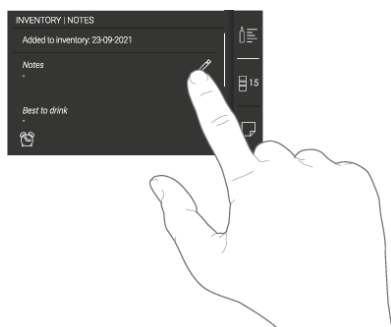 INVENTORY | NOTES
Added to inventory: 23-09-2021
Notes
-
15
Best to drink
-